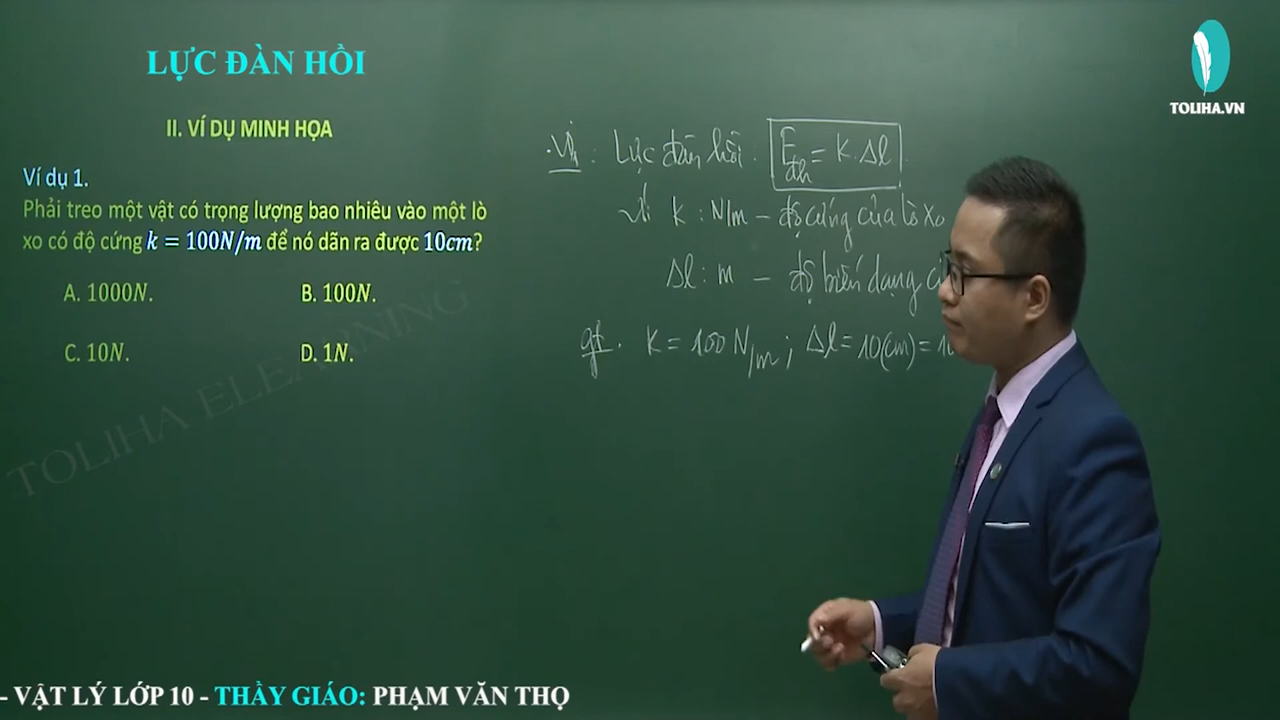 LỰC ĐÀN HỒI
II. VÍ DỤ MINH HỌA
Ví dụ 1.
Phải treo một vật có trọng lượng bao nhiêu vào một lò
xo có độ cứng k = 100N/m để nó dãn ra được 10cm?
A. 1000N.
B. 100N.
C. 10N.
D. 1N.
TOLIHA ELEARNING
TOLIHA.VN
Lực đàn hồi. Fđh = K.Δl
với k : N/m – độ cứng của lò xo
Δl : m – độ biến dạng
gt. K = 100 N/m ; Δl = 10(cm) = 10
- VẬT LÝ LỚP 10 - THẦY GIÁO: PHẠM VĂN THỌ